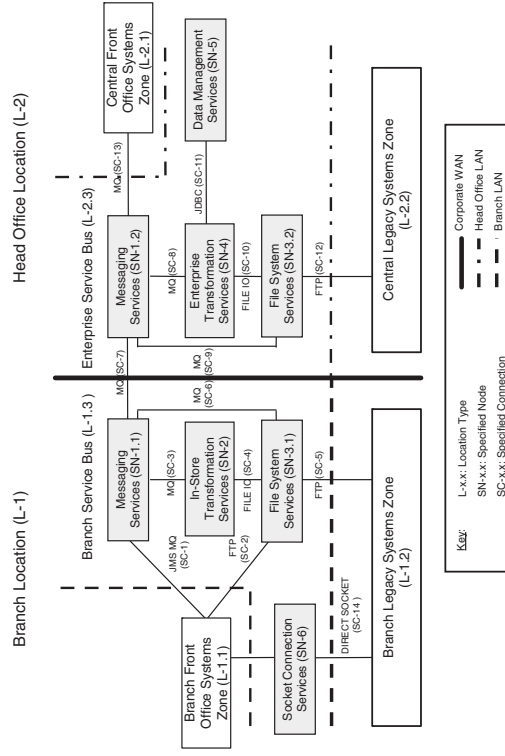 Branch Location (L-1)
Head Office Location (L-2)
Branch Service Bus (L-1.3)
Enterprise Service Bus (L-2.3)
Branch Front
Office Systems
Zone (L-1.1)
Messaging
Services (SN-1.1)
MQ (SC-7)
Messaging
Services (SN-1.2)
MQ (SC-13)
Central Front
Office Systems
Zone (L-2.1)
JMS MQ
(SC-1)
MQ (SC-3)
MQ (SC-8)
FTP
(SC-2)
In-Store
Transformation
Services (SN-2)
MQ
(SC-6)
MQ
(SC-9)
Enterprise
Transformation
Services (SN-4)
JDBC (SC-11)
Data Management
Services (SN-5)
FILE IO (SC-4)
FILE IO (SC-10)
Socket Connection
Services (SN-6)
File System
Services (SN-3.1)
File System
Services (SN-3.2)
DIRECT SOCKET
(SC-14 )
FTP (SC-5)
FTP (SC-12)
Branch Legacy Systems Zone
(L-1.2)
Central Legacy Systems Zone
(L-2.2)
Key:
L-x.x: Location Type
SN-x.x: Specified Node
SC-x.x: Specified Connection
Corporate WAN
Head Office LAN
Branch LAN